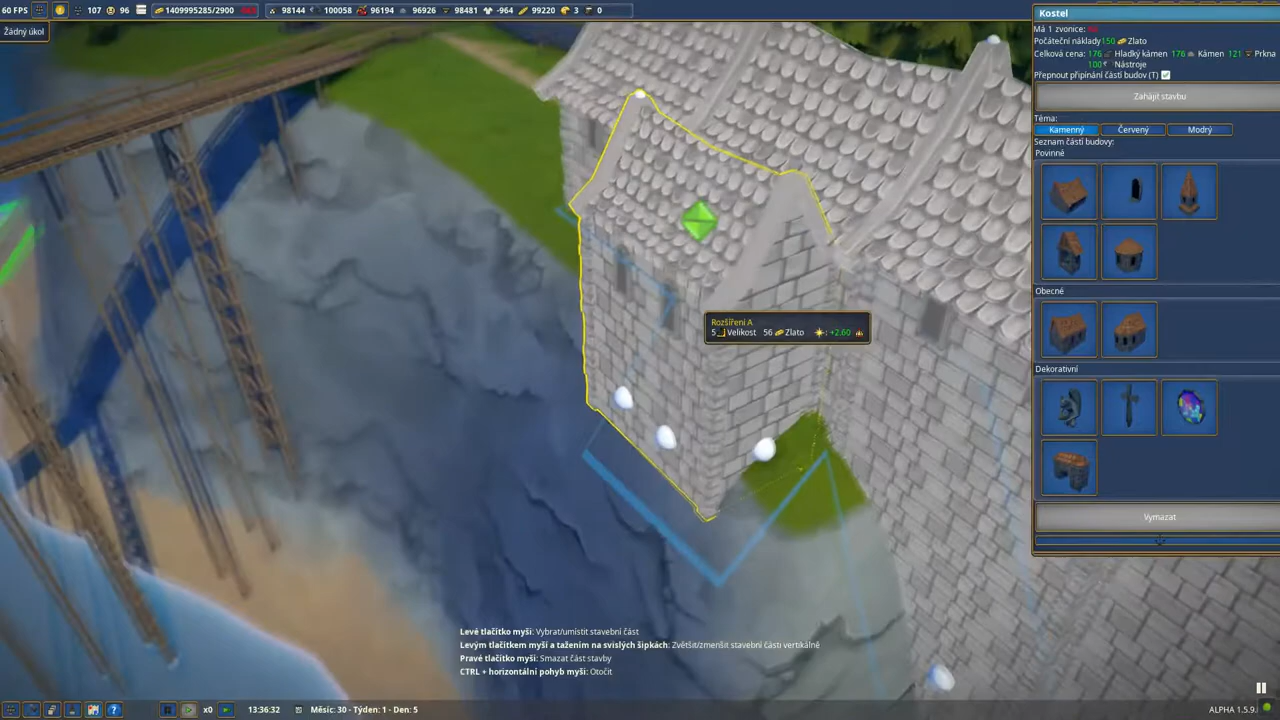 60 FPS 107 96 1409995285/2900 98144 100058 96194 96926 98481 -964 99220 3 0
Žádný úkol
Kostel
Má 1 zvonice:
Počáteční náklady 150 Zlato
Celková cena: 176 Hladký kámen 176 Kámen 121 Prkna
100 Nástroje
Přepnout připínání částí budov (T)
Zahájit stavbu
Téma:
Kamenný Červený Modrý
Seznam částí budovy:
Povinné
Obecné
Dekorativní
Vymazat
Rozšíření A
5 Velikost 56 Zlato : +2.60
Levé tlačítko myši: Vybrat/umístit stavební část
Levým tlačítkem myši a tažením na svislých šipkách: Zvětšit/zmenšit stavební části vertikálně
Pravé tlačítko myši: Smazat část stavby
CTRL + horizontální pohyb myši: Otočit
x0 13:36:32 Měsíc: 30 - Týden: 1 - Den: 5
ALPHA 1.5.9.